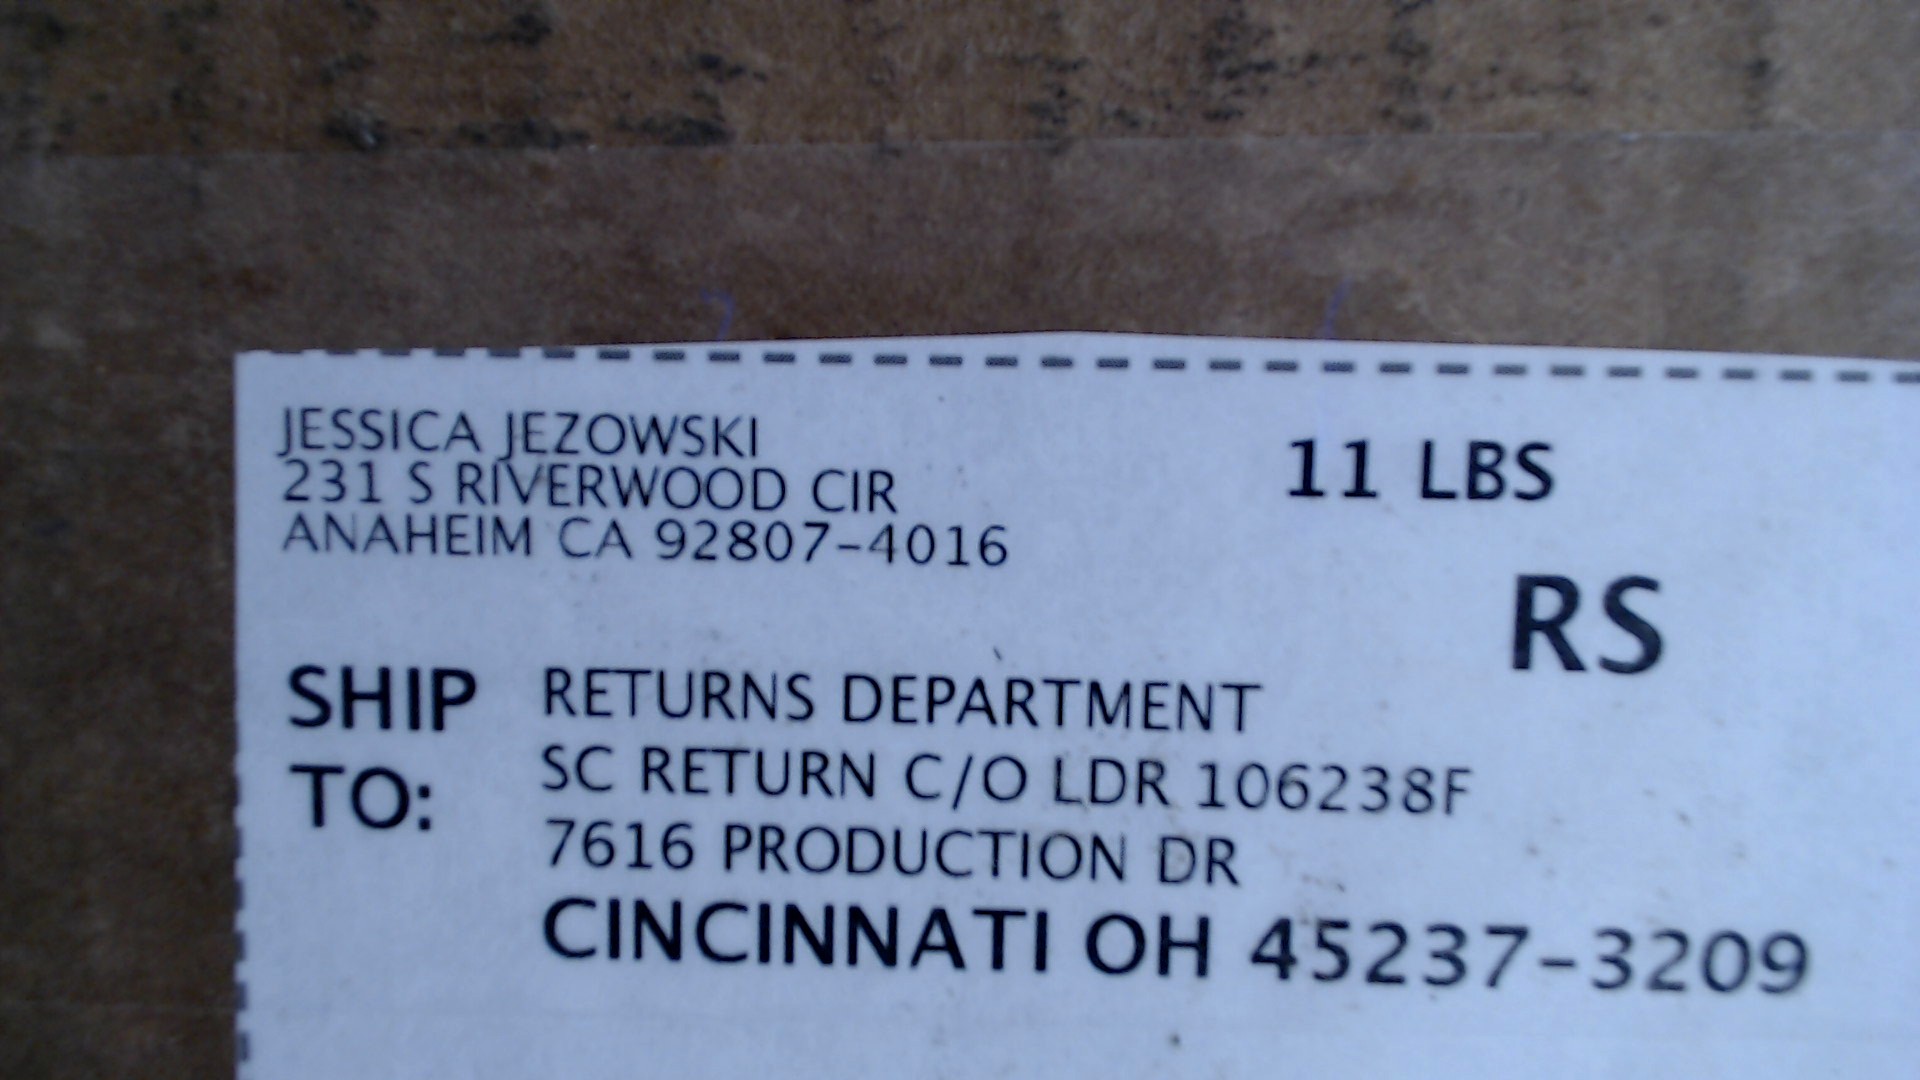 JESSICA JEZOWSKI
231 S RIVERWOOD CIR
ANAHEIM CA 92807-4016
11 LBS
RS
SHIP TO:
RETURNS DEPARTMENT
SC RETURN C/O LDR 106238F
7616 PRODUCTION DR
CINCINNATI OH 45237-3209